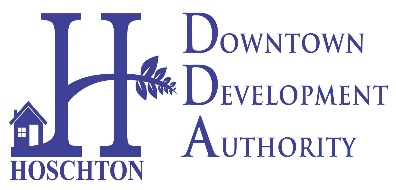 H
HOSCHTON
DOWNTOWN
DEVELOPMENT
AUTHORITY